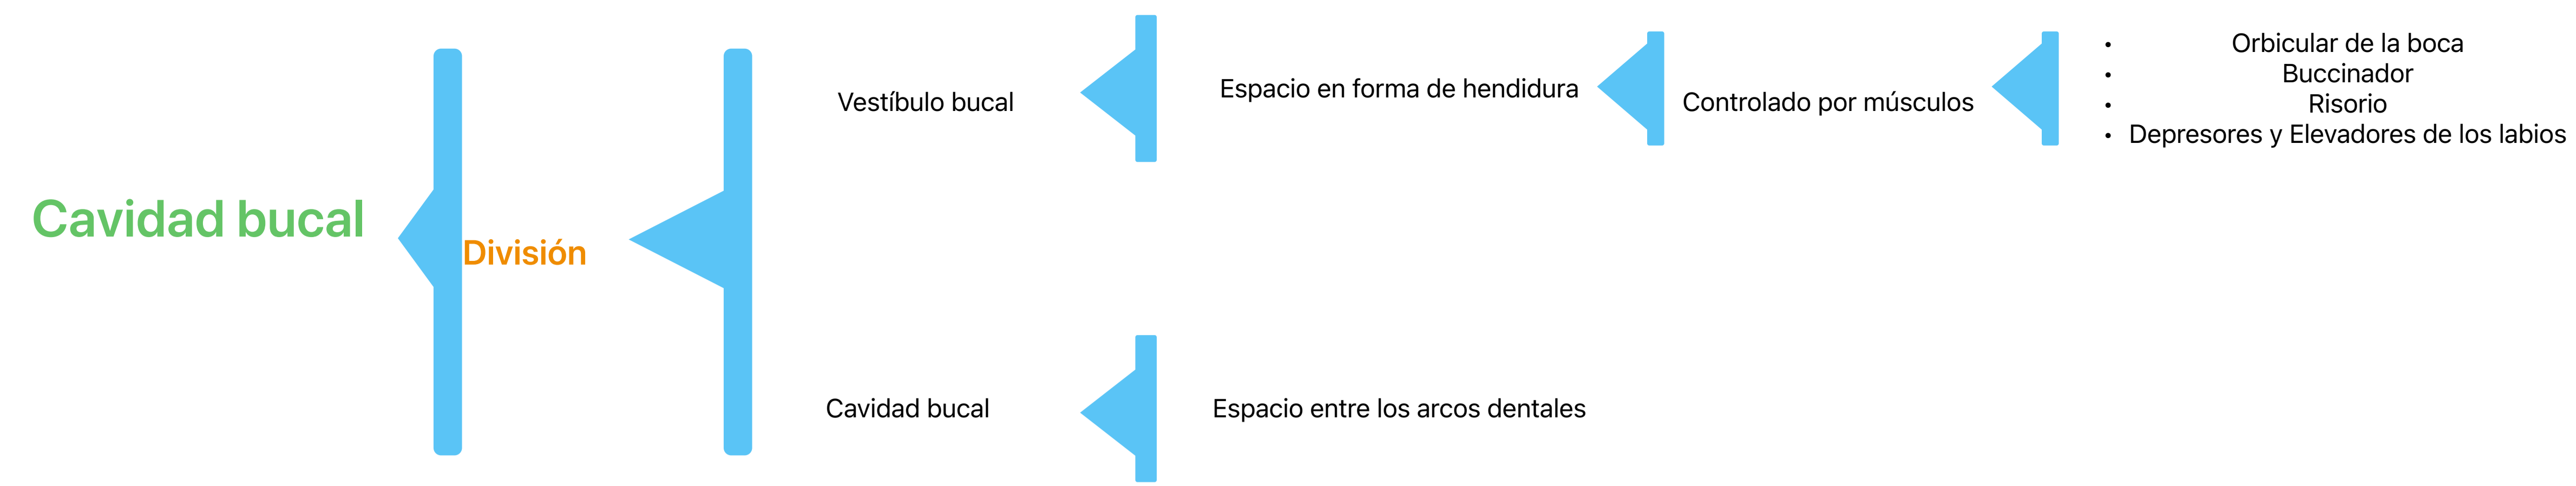 Cavidad bucal
División
Vestíbulo bucal
Espacio en forma de hendidura
Controlado por músculos
• Orbicular de la boca
• Buccinador
• Risorio
• Depresores y Elevadores de los labios
Cavidad bucal
Espacio entre los arcos dentales